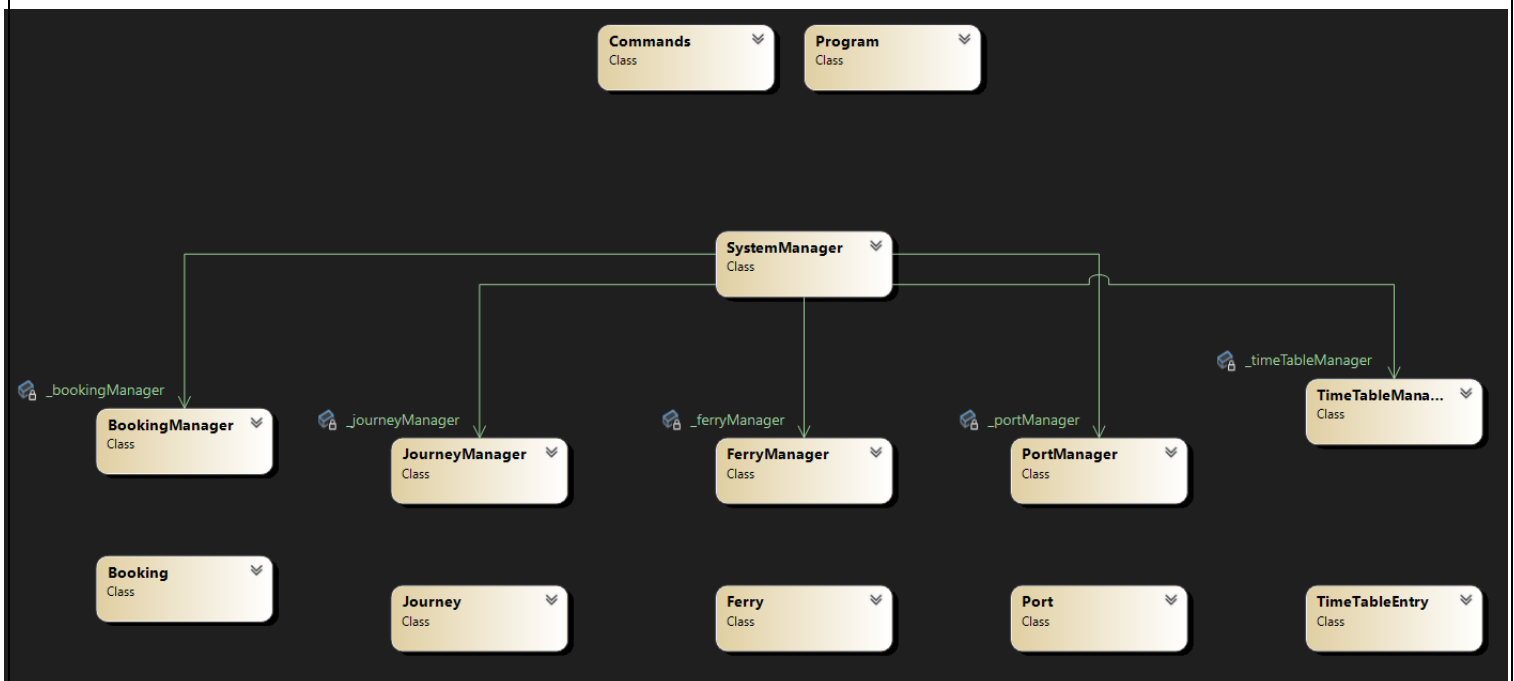 Commands
Class
Program
Class
SystemManager
Class
_bookingManager
BookingManager
Class
_journeyManager
JourneyManager
Class
_ferryManager
FerryManager
Class
_portManager
PortManager
Class
_timeTableManager
TimeTableMana...
Class
Booking
Class
Journey
Class
Ferry
Class
Port
Class
TimeTableEntry
Class